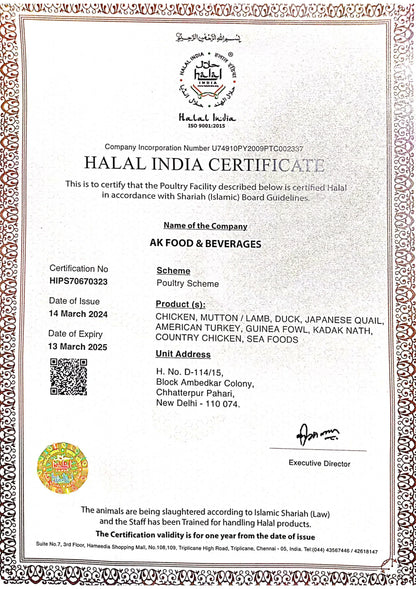 HALAL INDIA
حلال
halal
INDIA
Halal India
ISO 9001:2015
Company Incorporation Number U74910PY2009PTC002337
HALAL INDIA CERTIFICATE
This is to certify that the Poultry Facility described below is certified Halal
in accordance with Shariah (Islamic) Board Guidelines.
Name of the Company
AK FOOD & BEVERAGES
Certification No
HIPS70670323
Date of Issue
14 March 2024
Date of Expiry
13 March 2025
Scheme
Poultry Scheme
Product (s):
CHICKEN, MUTTON / LAMB, DUCK, JAPANESE QUAIL,
AMERICAN TURKEY, GUINEA FOWL, KADAK NATH,
COUNTRY CHICKEN, SEA FOODS
Unit Address
H. No. D-114/15,
Block Ambedkar Colony,
Chhatterpur Pahari,
New Delhi - 110 074.
Executive Director
The animals are being slaughtered according to Islamic Shariah (Law)
and the Staff has been Trained for handling Halal products.
The Certification validity is for one year from the date of issue
Suite No.7, 3rd Floor, Hameedia Shopping Mall, No.108,109, Triplicane High Road, Triplicane, Chennai - 05, India. Tel:(044) 43567446 / 42618147